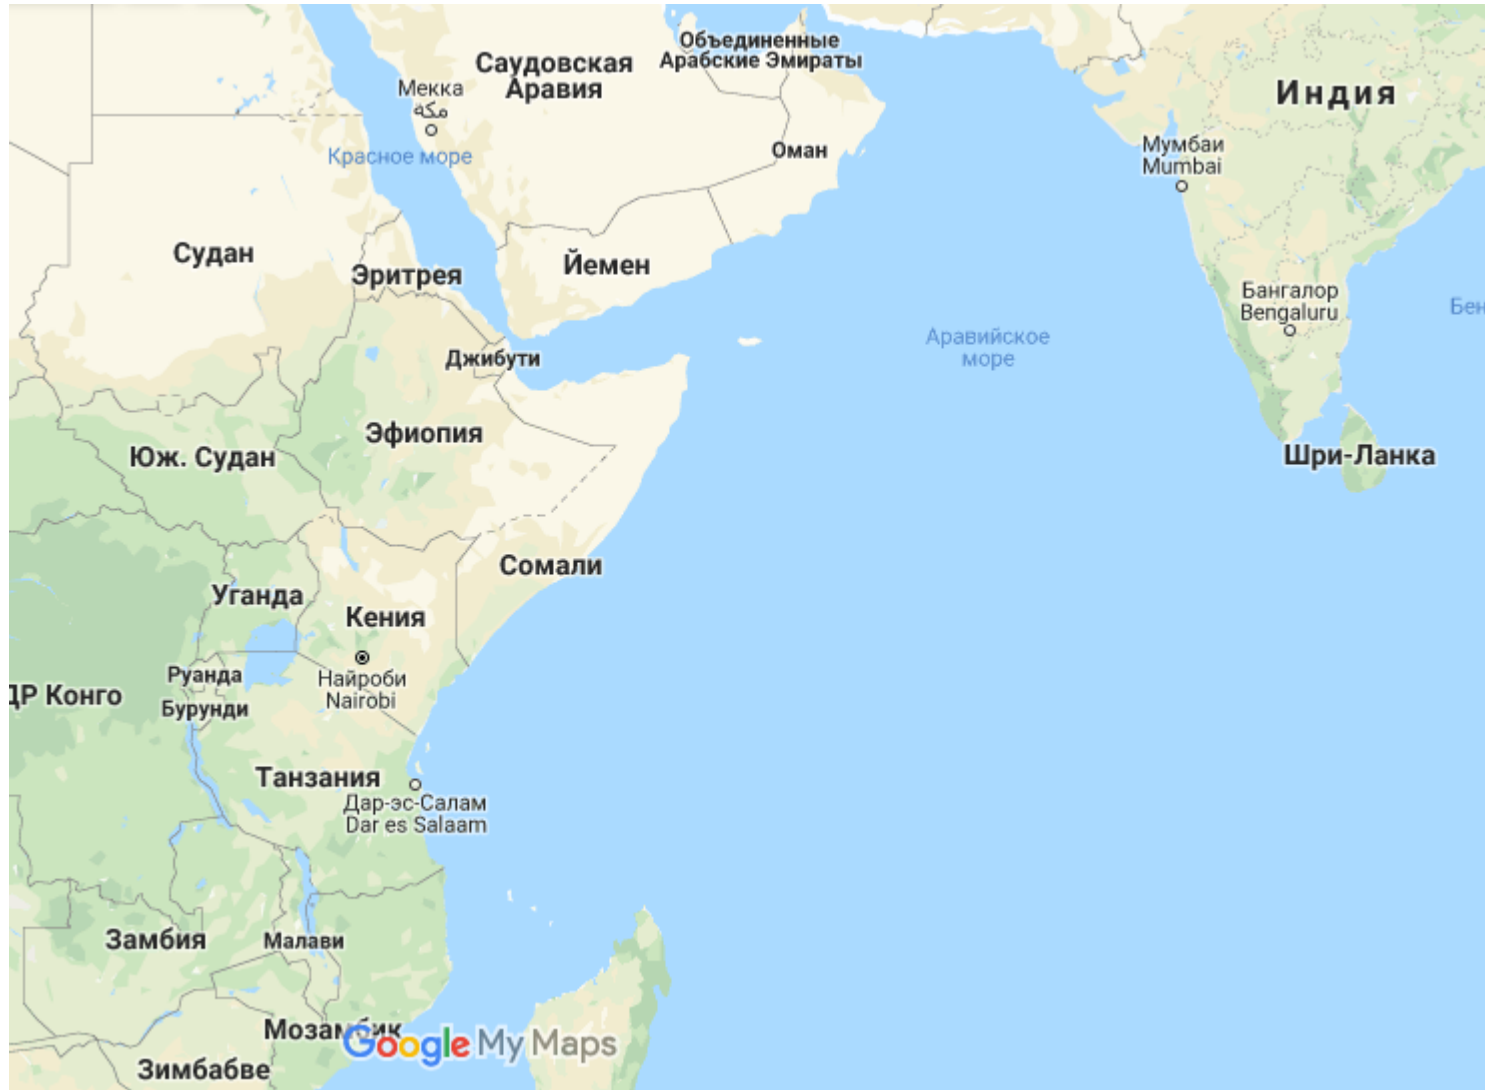 Объединенные
Арабские Эмираты
Саудовская
Аравия
Мекка
مكة
Индия
Мумбаи
Mumbai
Оман
Красное море
Судан
Эритрея
Йемен
Бангалор
Bengaluru
Бен
Аравийское
море
Джибути
Эфиопия
Юж. Судан
Шри-Ланка
Сомали
Уганда
Кения
Руанда
Найроби
Nairobi
ДР Конго
Бурунди
Танзания
Дар-эс-Салам
Dar es Salaam
Замбия
Малави
Мозамбик
Google My Maps
Зимбабве